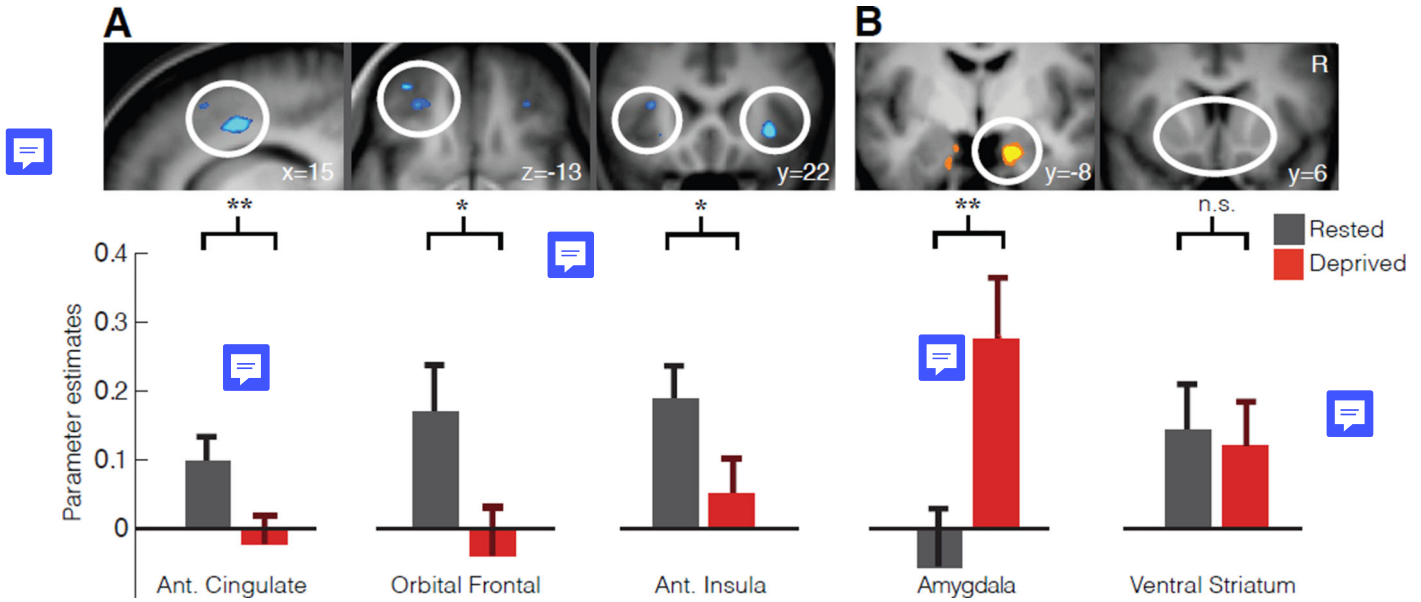 A
B
x=15
z=-13
y=22
y=-8
R
y=6
**
*
*
**
n.s.
Rested
Deprived
Parameter estimates
0.4
0.3
0.2
0.1
0
Ant. Cingulate
Orbital Frontal
Ant. Insula
Amygdala
Ventral Striatum